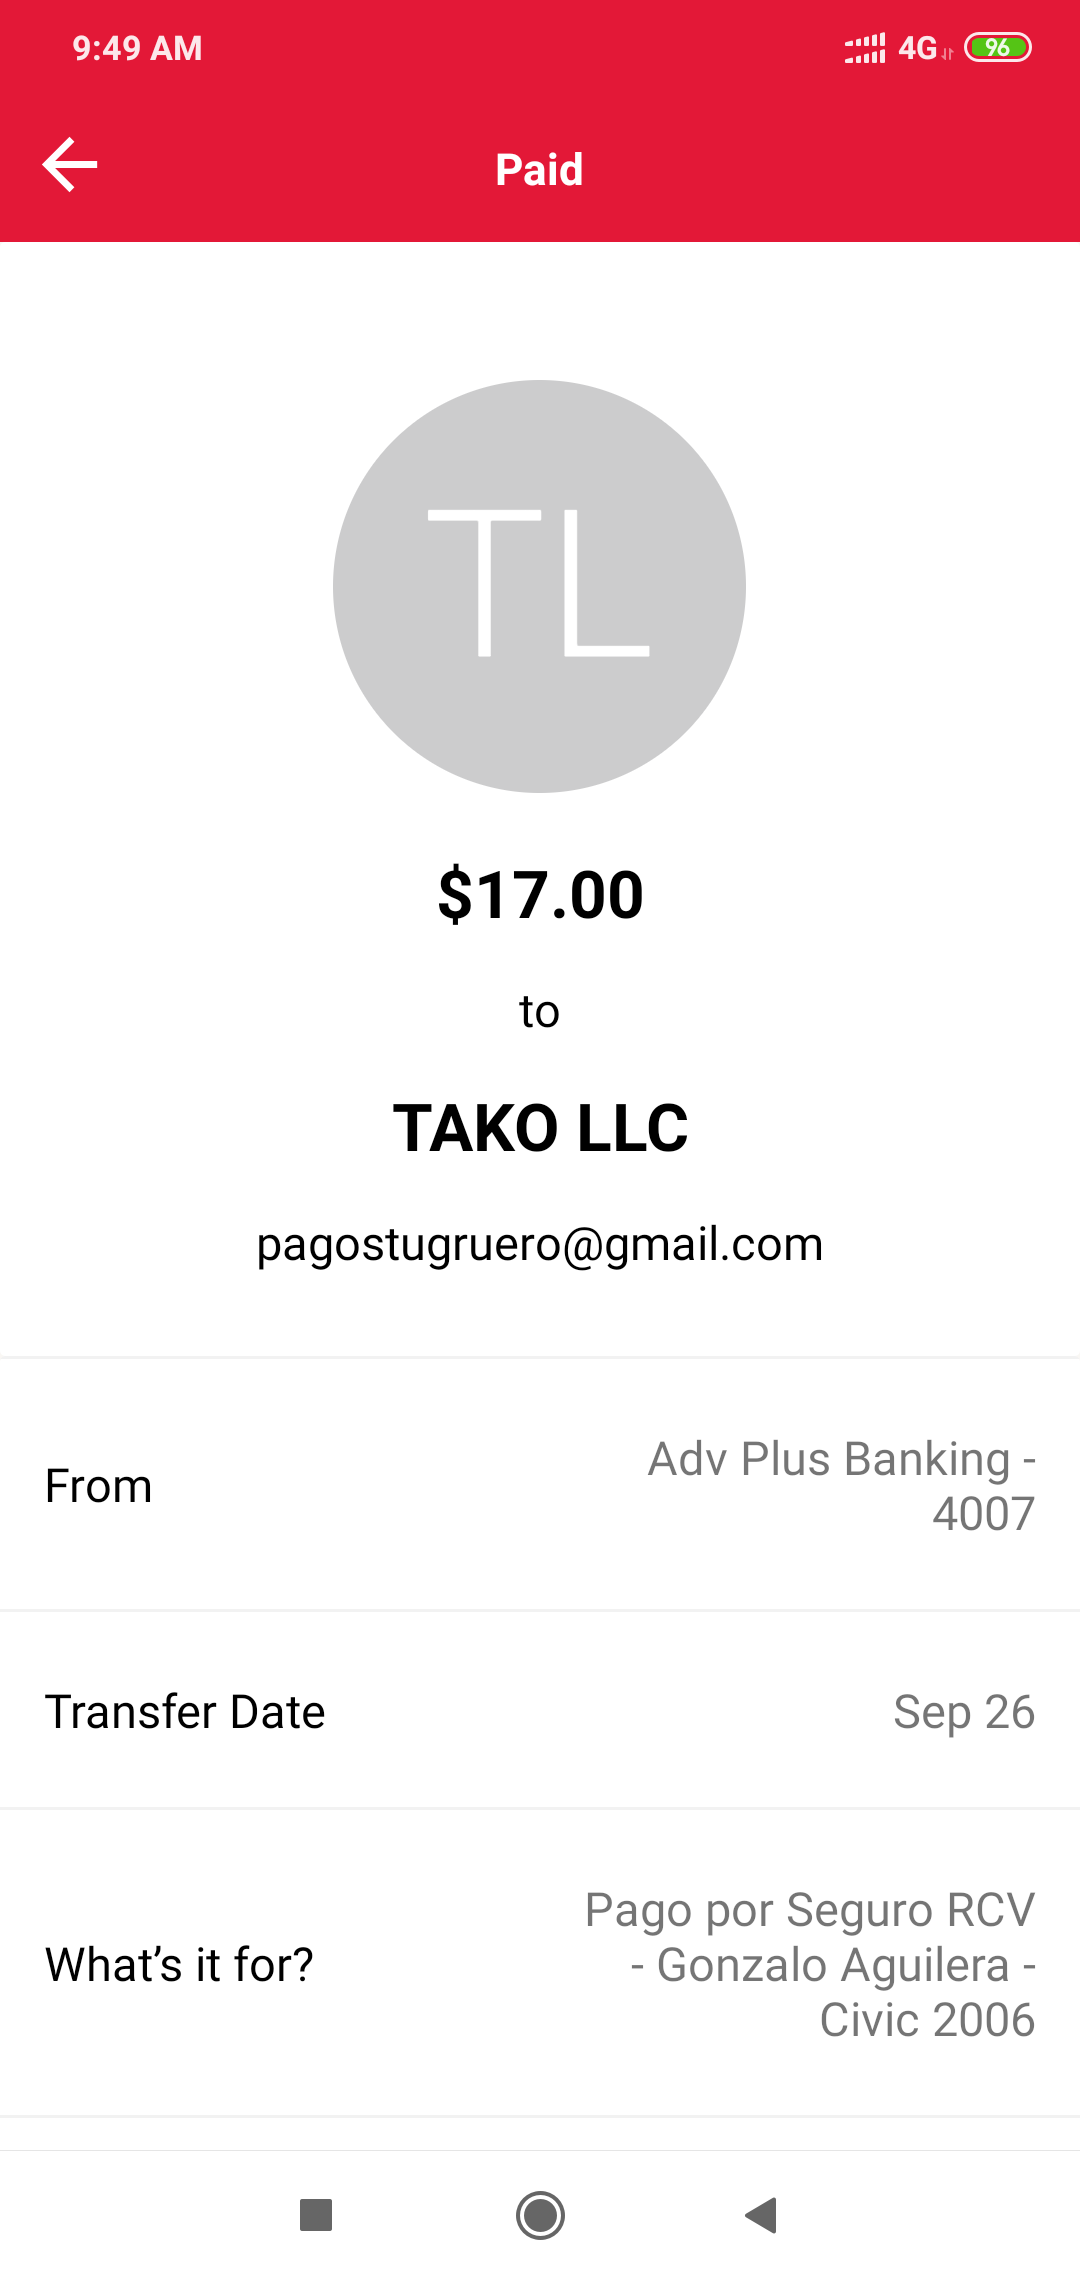 9:49 AM
4G
96
Paid
TL
$17.00
to
TAKO LLC
pagostugruero@gmail.com
From
Adv Plus Banking -
4007
Transfer Date
Sep 26
What’s it for?
Pago por Seguro RCV
- Gonzalo Aguilera -
Civic 2006